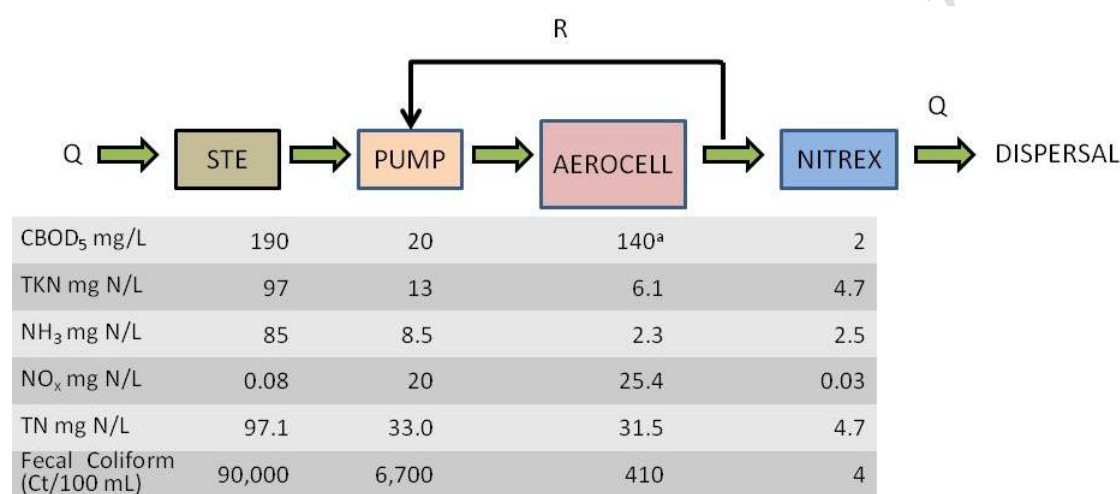 R
Q
Q STE PUMP AEROCELL NITREX DISPERSAL
CBOD₅ mg/L 190 20 140ᵃ 2
TKN mg N/L 97 13 6.1 4.7
NH₃ mg N/L 85 8.5 2.3 2.5
NOₓ mg N/L 0.08 20 25.4 0.03
TN mg N/L 97.1 33.0 31.5 4.7
Fecal Coliform
(Ct/100 mL) 90,000 6,700 410 4